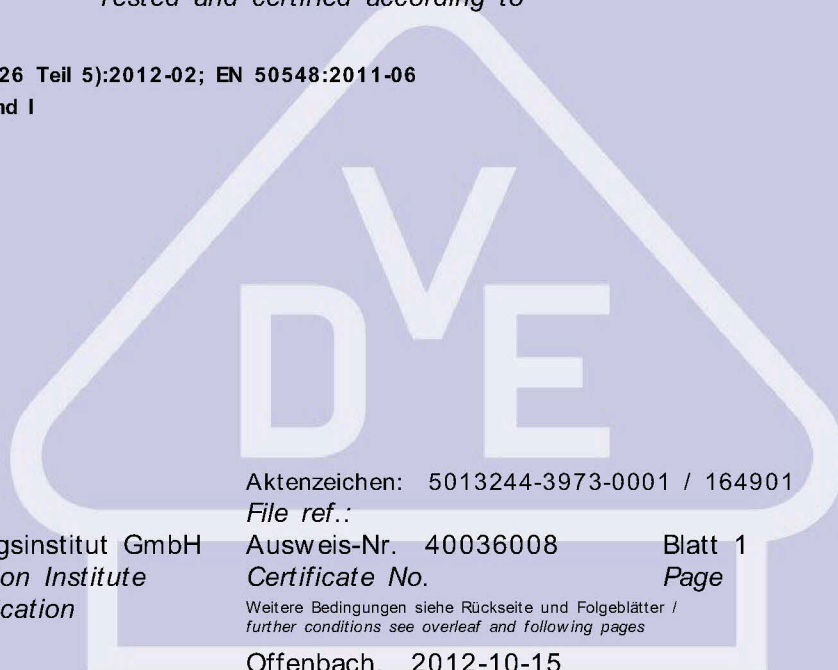 Tested and certified according to
26 Teil 5):2012-02; EN 50548:2011-06
nd I
DVE
Aktenzeichen: 5013244-3973-0001 / 164901
File ref.:
gsinstitut GmbH Ausweis-Nr. 40036008 Blatt 1
on Institute Certificate No. Page
cation Weitere Bedingungen siehe Rückseite und Folgeblätter /
further conditions see overleaf and following pages
Offenbach, 2012-10-15